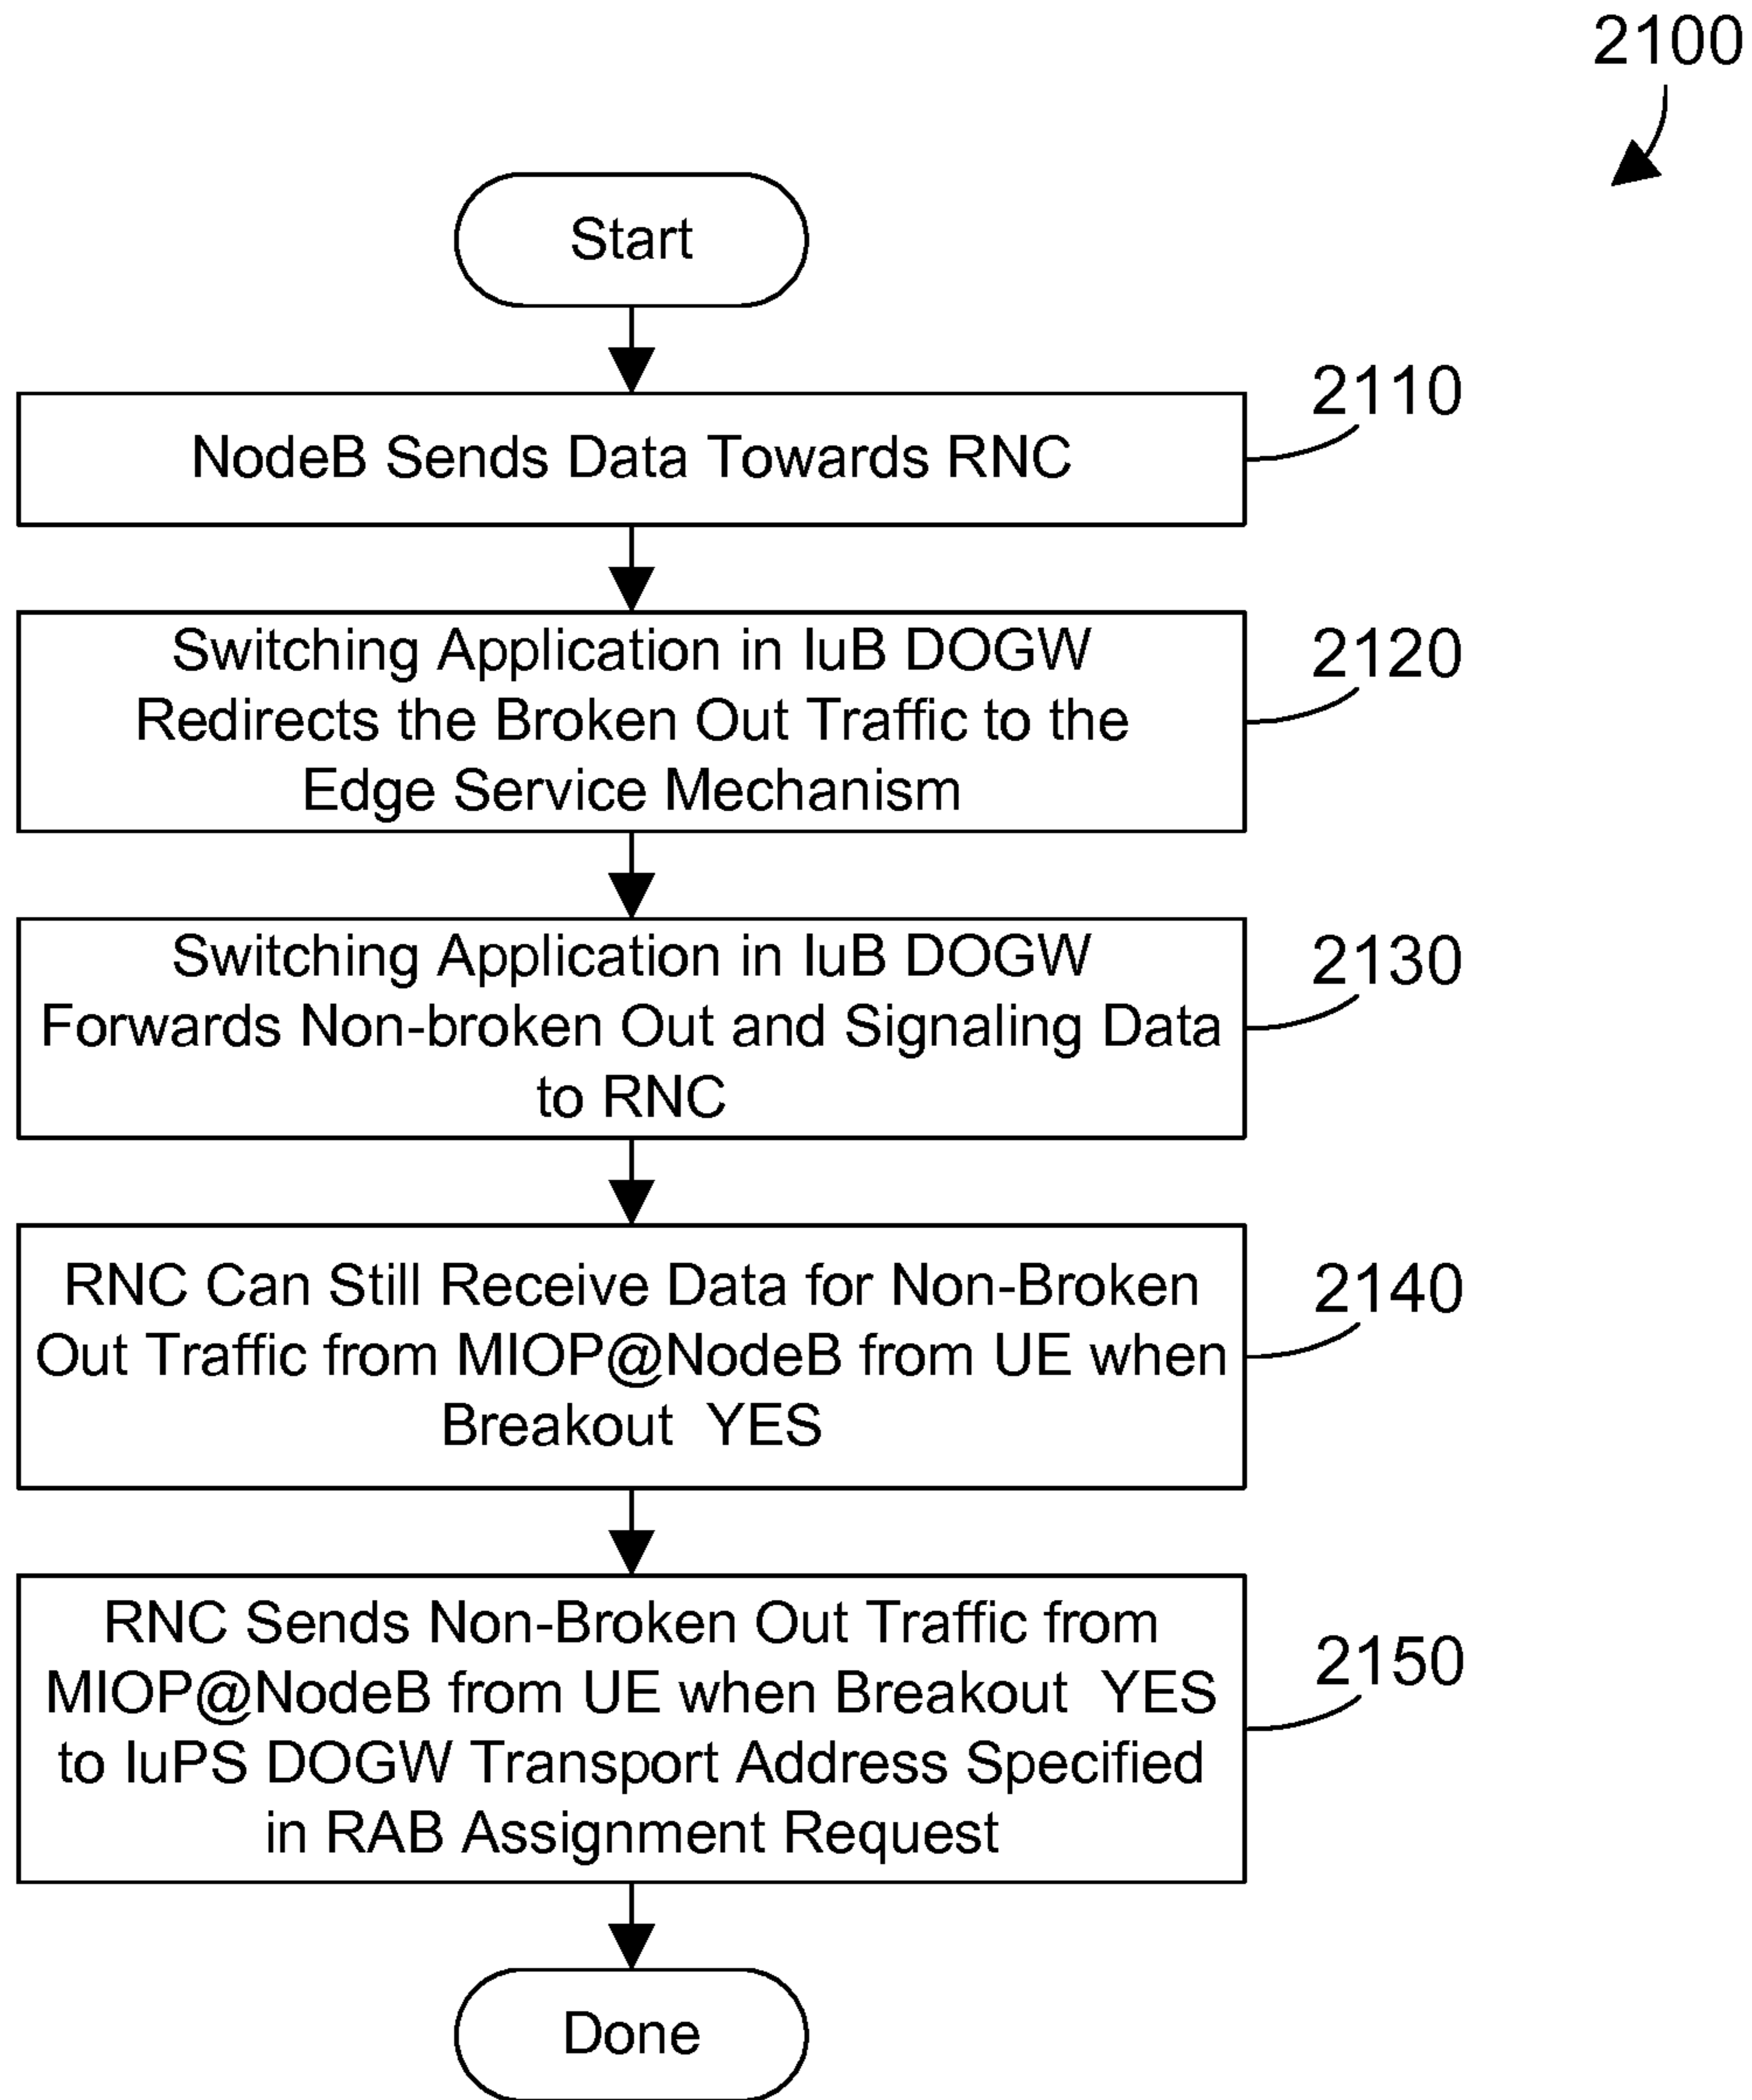 2100
Start
2110
NodeB Sends Data Towards RNC
2120
Switching Application in IuB DOGW
Redirects the Broken Out Traffic to the
Edge Service Mechanism
2130
Switching Application in IuB DOGW
Forwards Non-broken Out and Signaling Data
to RNC
2140
RNC Can Still Receive Data for Non-Broken
Out Traffic from MIOP@NodeB from UE when
Breakout YES
2150
RNC Sends Non-Broken Out Traffic from
MIOP@NodeB from UE when Breakout YES
to IuPS DOGW Transport Address Specified
in RAB Assignment Request
Done